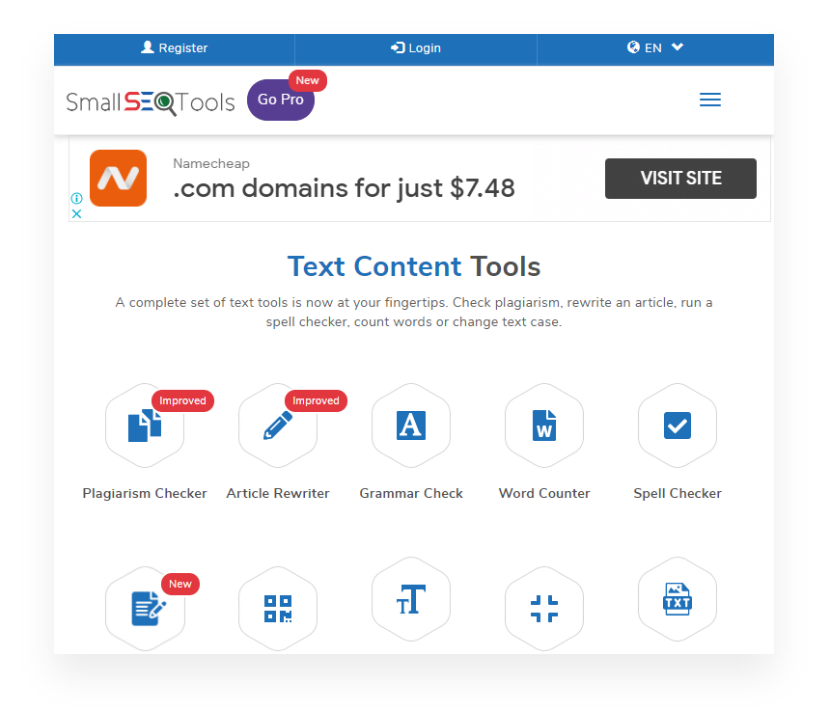 Register
Login
EN
New
SmallSEOTools
Go Pro
Namecheap
.com domains for just $7.48
VISIT SITE
Text Content Tools
A complete set of text tools is now at your fingertips. Check plagiarism, rewrite an article, run a
spell checker, count words or change text case.
Improved
Improved
A
W
Plagiarism Checker
Article Rewriter
Grammar Check
Word Counter
Spell Checker
New
TT
TXT